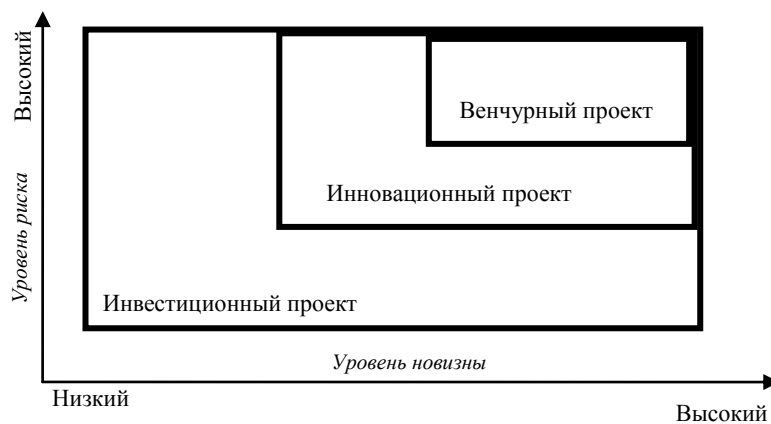 Высокий
Венчурный проект
Инновационный проект
Уровень риска
Инвестиционный проект
Уровень новизны
Низкий
Высокий